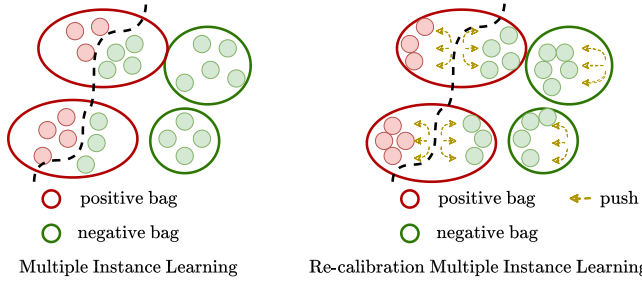 positive bag
negative bag
Multiple Instance Learning
positive bag
push
negative bag
Re-calibration Multiple Instance Learning